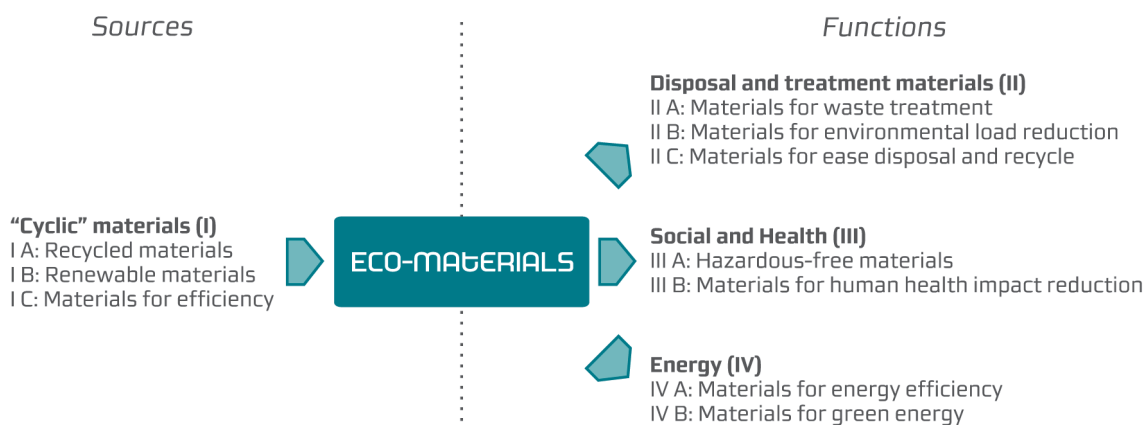 Sources
Functions
Disposal and treatment materials (II)
II A: Materials for waste treatment
II B: Materials for environmental load reduction
II C: Materials for ease disposal and recycle
“Cyclic” materials (I)
I A: Recycled materials
I B: Renewable materials
I C: Materials for efficiency
ECO-MATERIALS
Social and Health (III)
III A: Hazardous-free materials
III B: Materials for human health impact reduction
Energy (IV)
IV A: Materials for energy efficiency
IV B: Materials for green energy